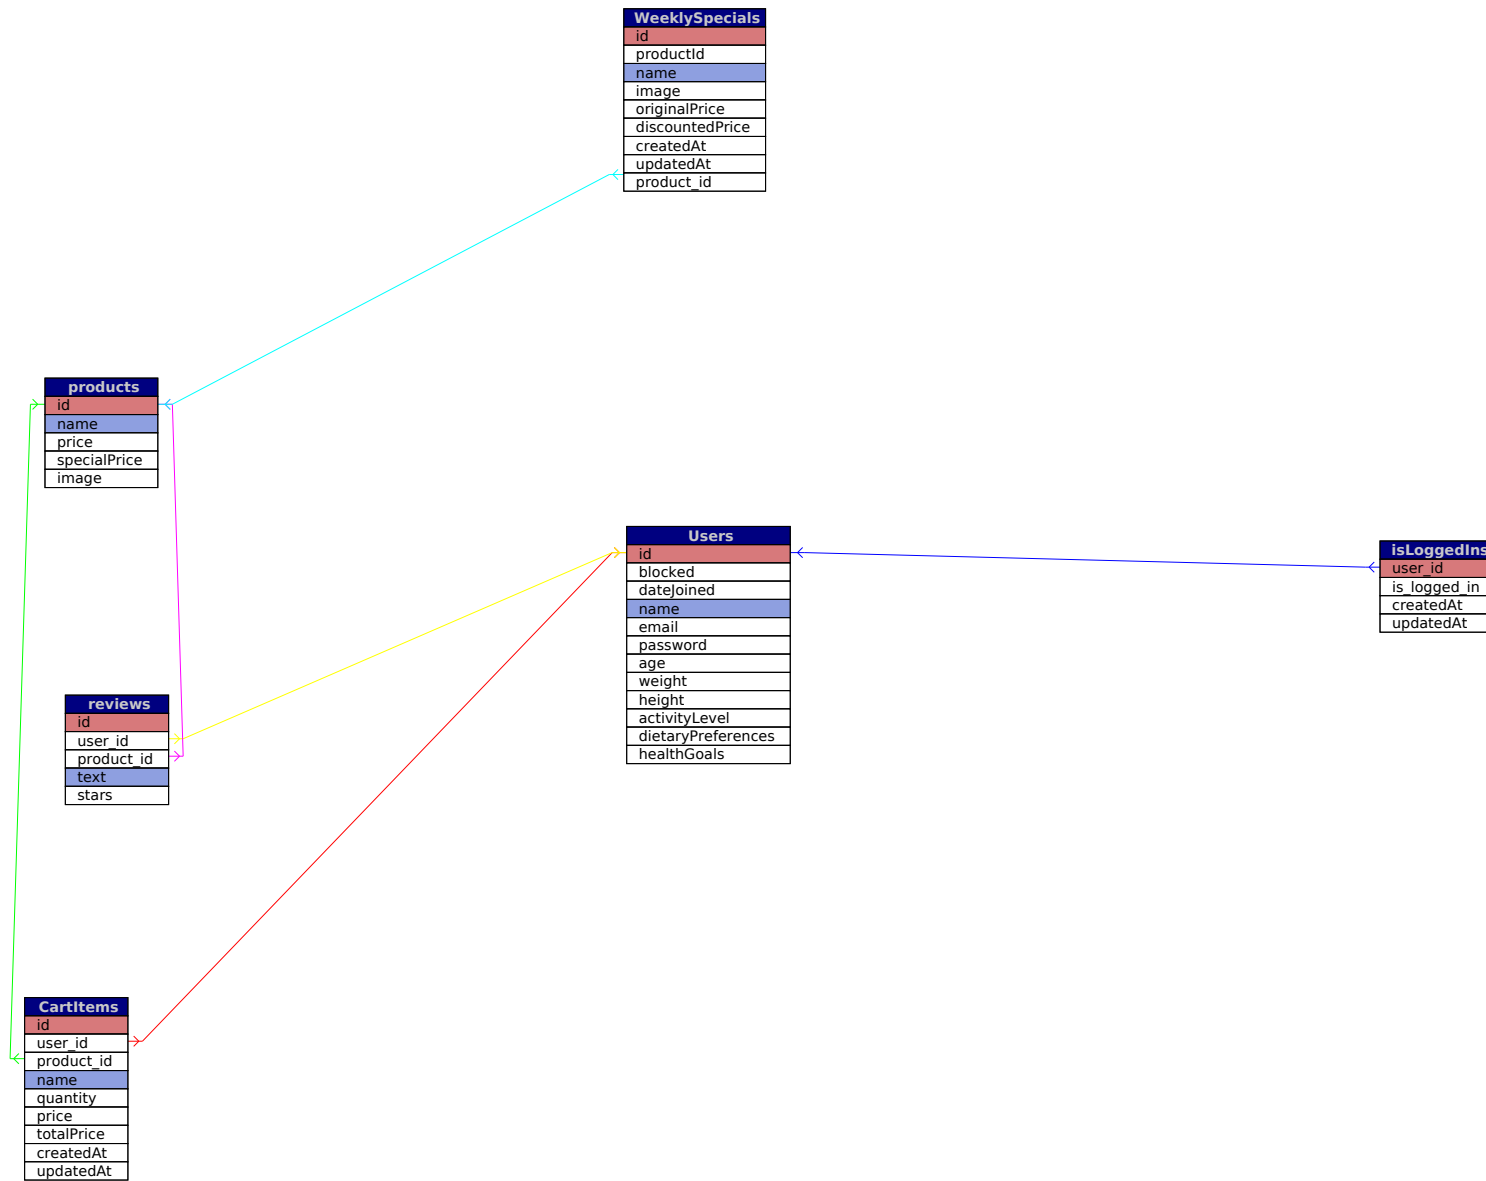 WeeklySpecials
id
productId
name
image
originalPrice
discountedPrice
createdAt
updatedAt
product_id
products
id
name
price
specialPrice
image
Users
id
blocked
dateJoined
name
email
password
age
weight
height
activityLevel
dietaryPreferences
healthGoals
isLoggedIns
user_id
is_logged_in
createdAt
updatedAt
reviews
id
user_id
product_id
text
stars
CartItems
id
user_id
product_id
name
quantity
price
totalPrice
createdAt
updatedAt